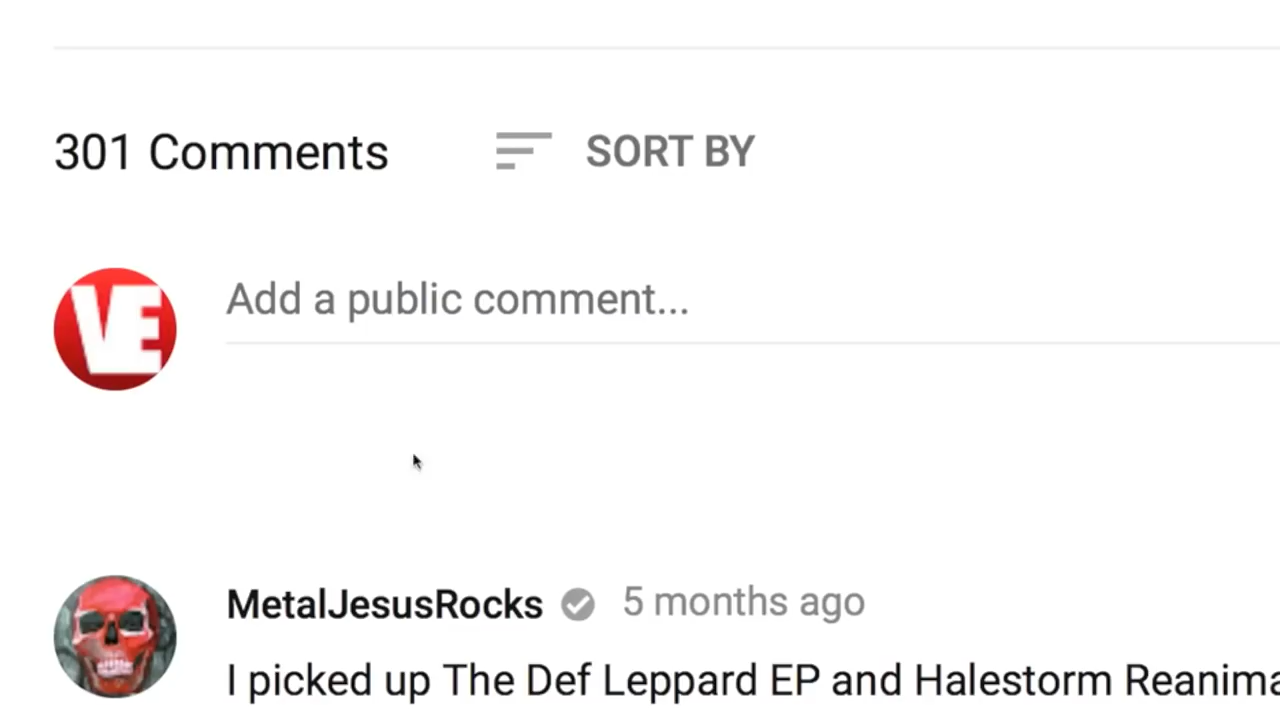 301 Comments
SORT BY
VE
Add a public comment...
MetalJesusRocks
5 months ago
I picked up The Def Leppard EP and Halestorm Reanima